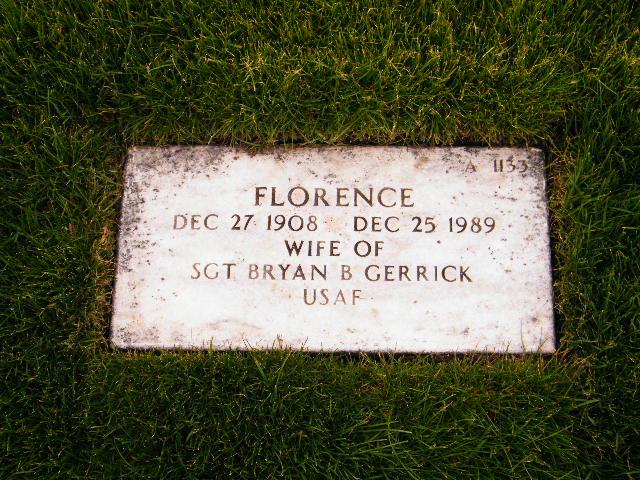 A 1133
FLORENCE
DEC 27 1908 DEC 25 1989
WIFE OF
SGT BRYAN B GERRICK
USAF